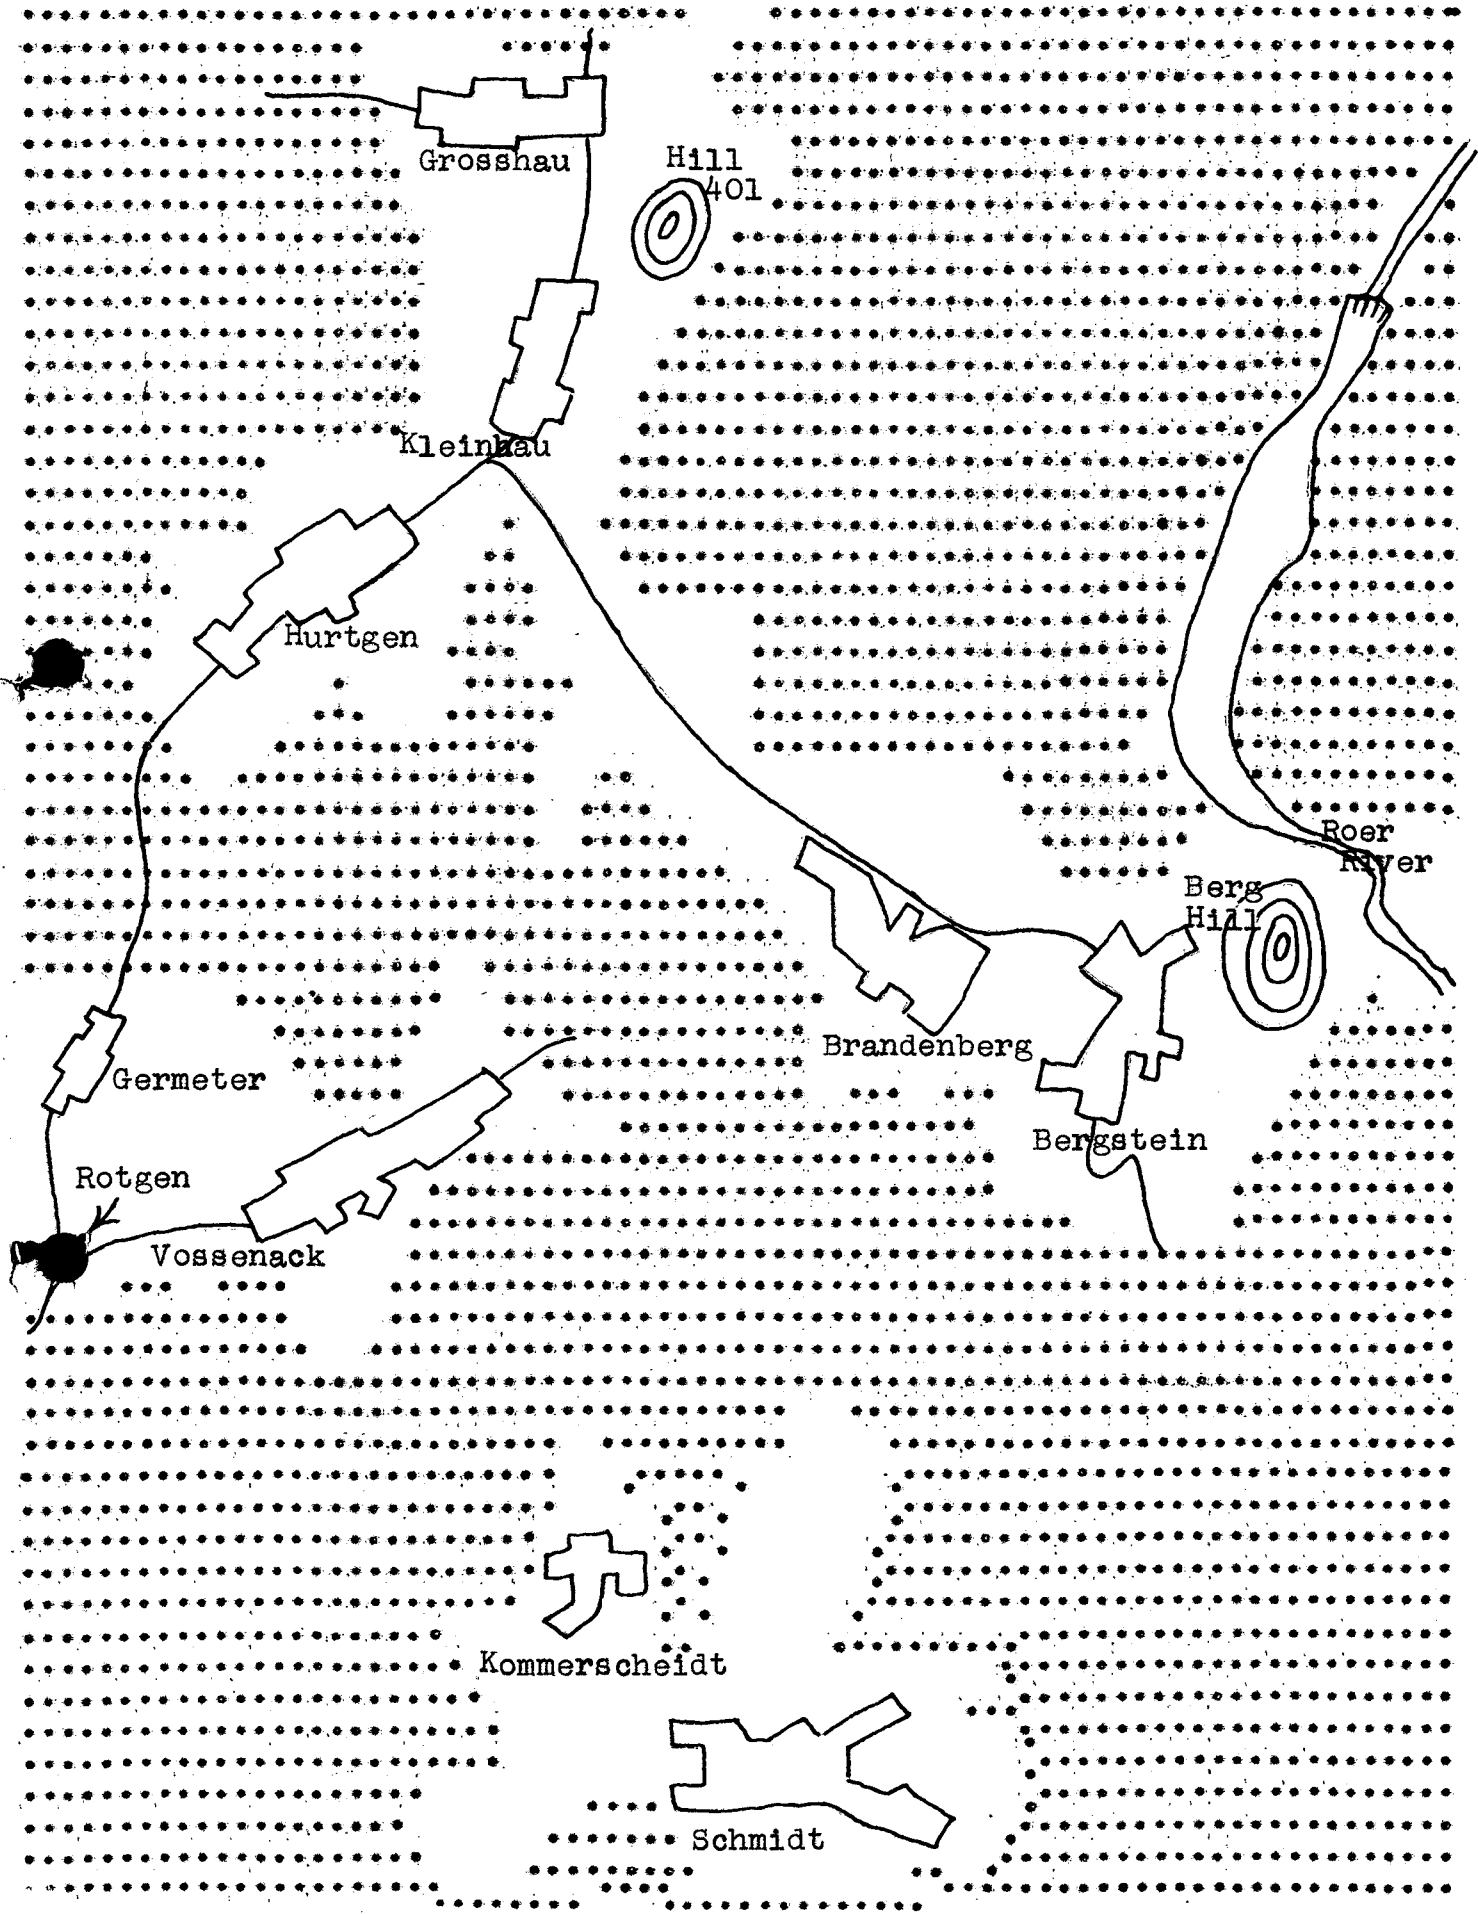 Grosshau
Hill
401
Kleinhau
Hurtgen
Roer
River
Berg
Hill
Brandenberg
Germeter
Bergstein
Rotgen
Vossenack
Kommerscheidt
Schmidt